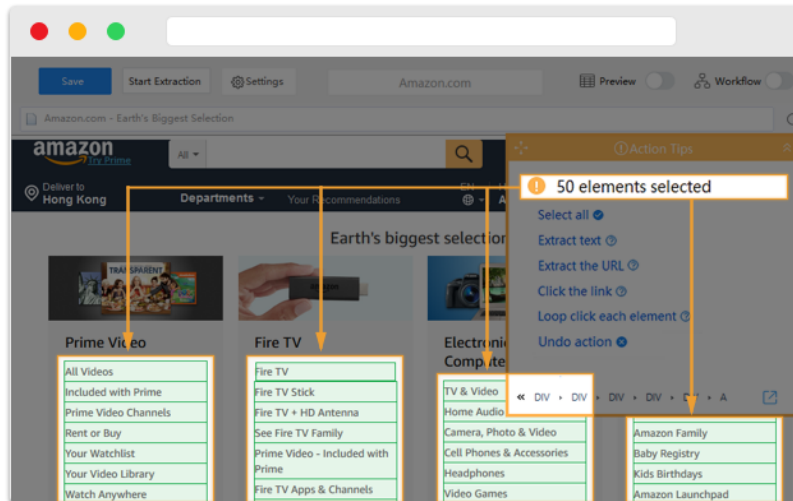 Save
Start Extraction
Settings
Amazon.com
Preview
Workflow
Amazon.com - Earth's Biggest Selection
amazon
Try Prime
All
Action Tips
Deliver to
Hong Kong
Departments
Your Recommendations
EN
50 elements selected
Select all
Extract text
Extract the URL
Click the link
Loop click each element
Undo action
« DIV DIV DIV DIV DIV A
Earth's biggest selection
TRANSPARENT
amazon
Prime Video
Fire TV
All Videos
Included with Prime
Prime Video Channels
Rent or Buy
Your Watchlist
Your Video Library
Watch Anywhere
Fire TV
Fire TV Stick
Fire TV + HD Antenna
See Fire TV Family
Prime Video - Included with
Prime
Fire TV Apps & Channels
TV & Video
Home Audio
Camera, Photo & Video
Cell Phones & Accessories
Headphones
Video Games
Amazon Family
Baby Registry
Kids Birthdays
Amazon Launchpad